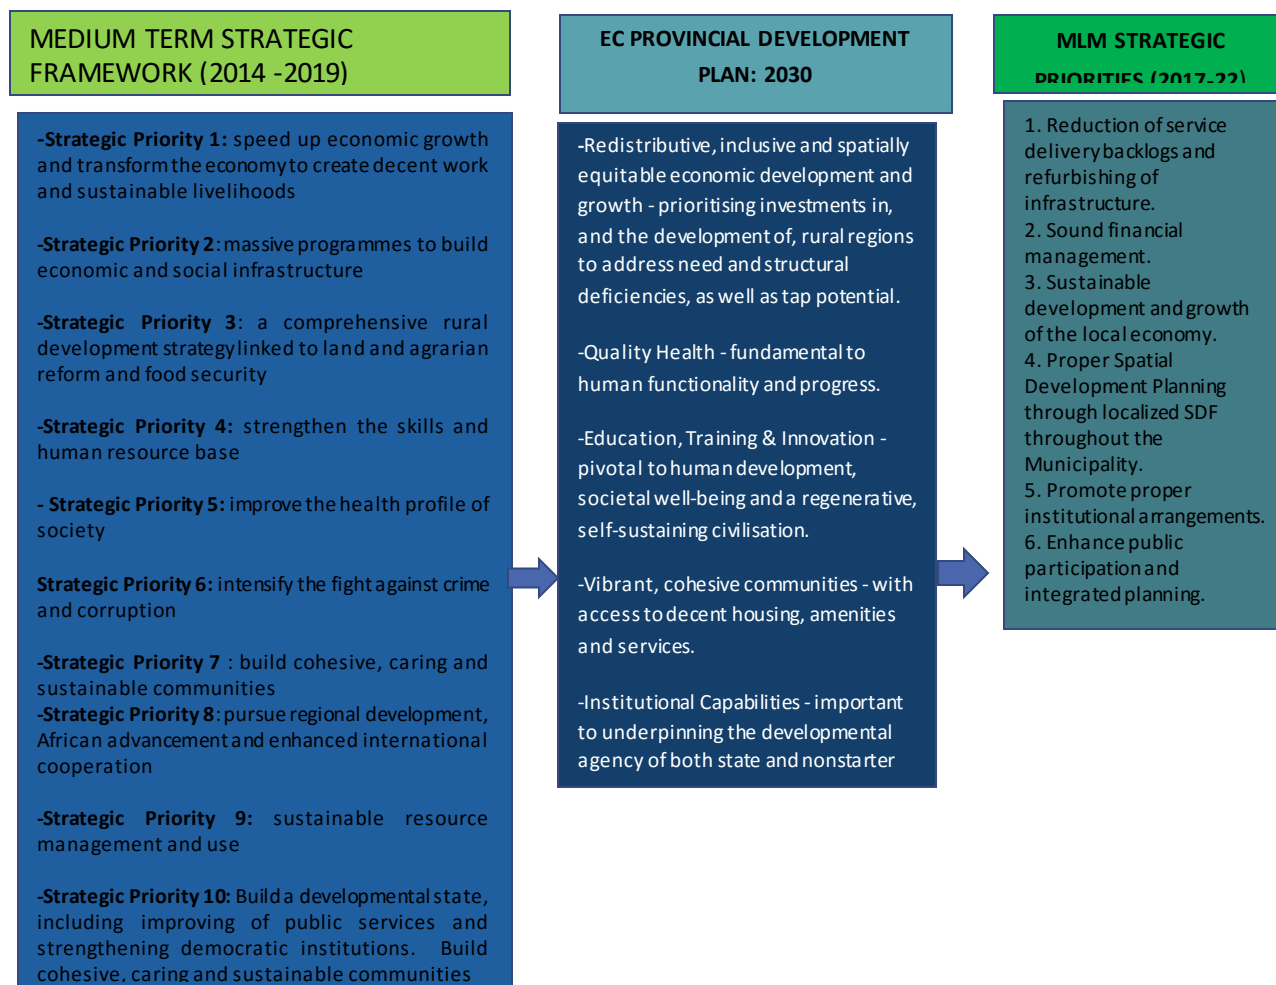 MEDIUM TERM STRATEGIC
FRAMEWORK (2014 -2019)
-Strategic Priority 1: speed up economic growth
and transform the economy to create decent work
and sustainable livelihoods
-Strategic Priority 2: massive programmes to build
economic and social infrastructure
-Strategic Priority 3: a comprehensive rural
development strategy linked to land and agrarian
reform and food security
-Strategic Priority 4: strengthen the skills and
human resource base
- Strategic Priority 5: improve the health profile of
society
Strategic Priority 6: intensify the fight against crime
and corruption
-Strategic Priority 7 : build cohesive, caring and
sustainable communities
-Strategic Priority 8: pursue regional development,
African advancement and enhanced international
cooperation
-Strategic Priority 9: sustainable resource
management and use
-Strategic Priority 10: Build a developmental state,
including improving of public services and
strengthening democratic institutions. Build
cohesive, caring and sustainable communities
EC PROVINCIAL DEVELOPMENT
PLAN: 2030
-Redistributive, inclusive and spatially
equitable economic development and
growth - prioritising investments in,
and the development of, rural regions
to address need and structural
deficiencies, as well as tap potential.
-Quality Health - fundamental to
human functionality and progress.
-Education, Training & Innovation -
pivotal to human development,
societal well-being and a regenerative,
self-sustaining civilisation.
-Vibrant, cohesive communities - with
access to decent housing, amenities
and services.
-Institutional Capabilities - important
to underpinning the developmental
agency of both state and nonstarter
MLM STRATEGIC
PRIORITIES (2017-22)
1. Reduction of service
delivery backlogs and
refurbishing of
infrastructure.
2. Sound financial
management.
3. Sustainable
development and growth
of the local economy.
4. Proper Spatial
Development Planning
through localized SDF
throughout the
Municipality.
5. Promote proper
institutional arrangements.
6. Enhance public
participation and
integrated planning.